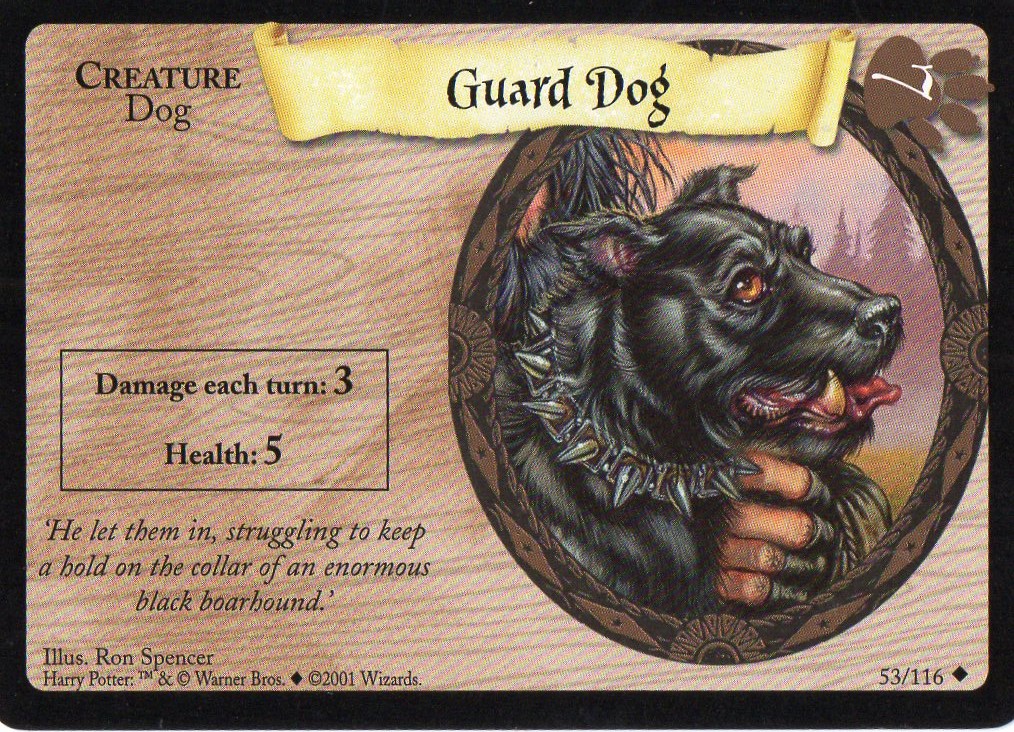 CREATURE
Dog
Guard Dog
Damage each turn: 3
Health: 5
‘He let them in, struggling to keep
a hold on the collar of an enormous
black boarhound.’
Illus. Ron Spencer
Harry Potter: ™ & © Warner Bros. ♦ ©2001 Wizards.
53/116 ♦